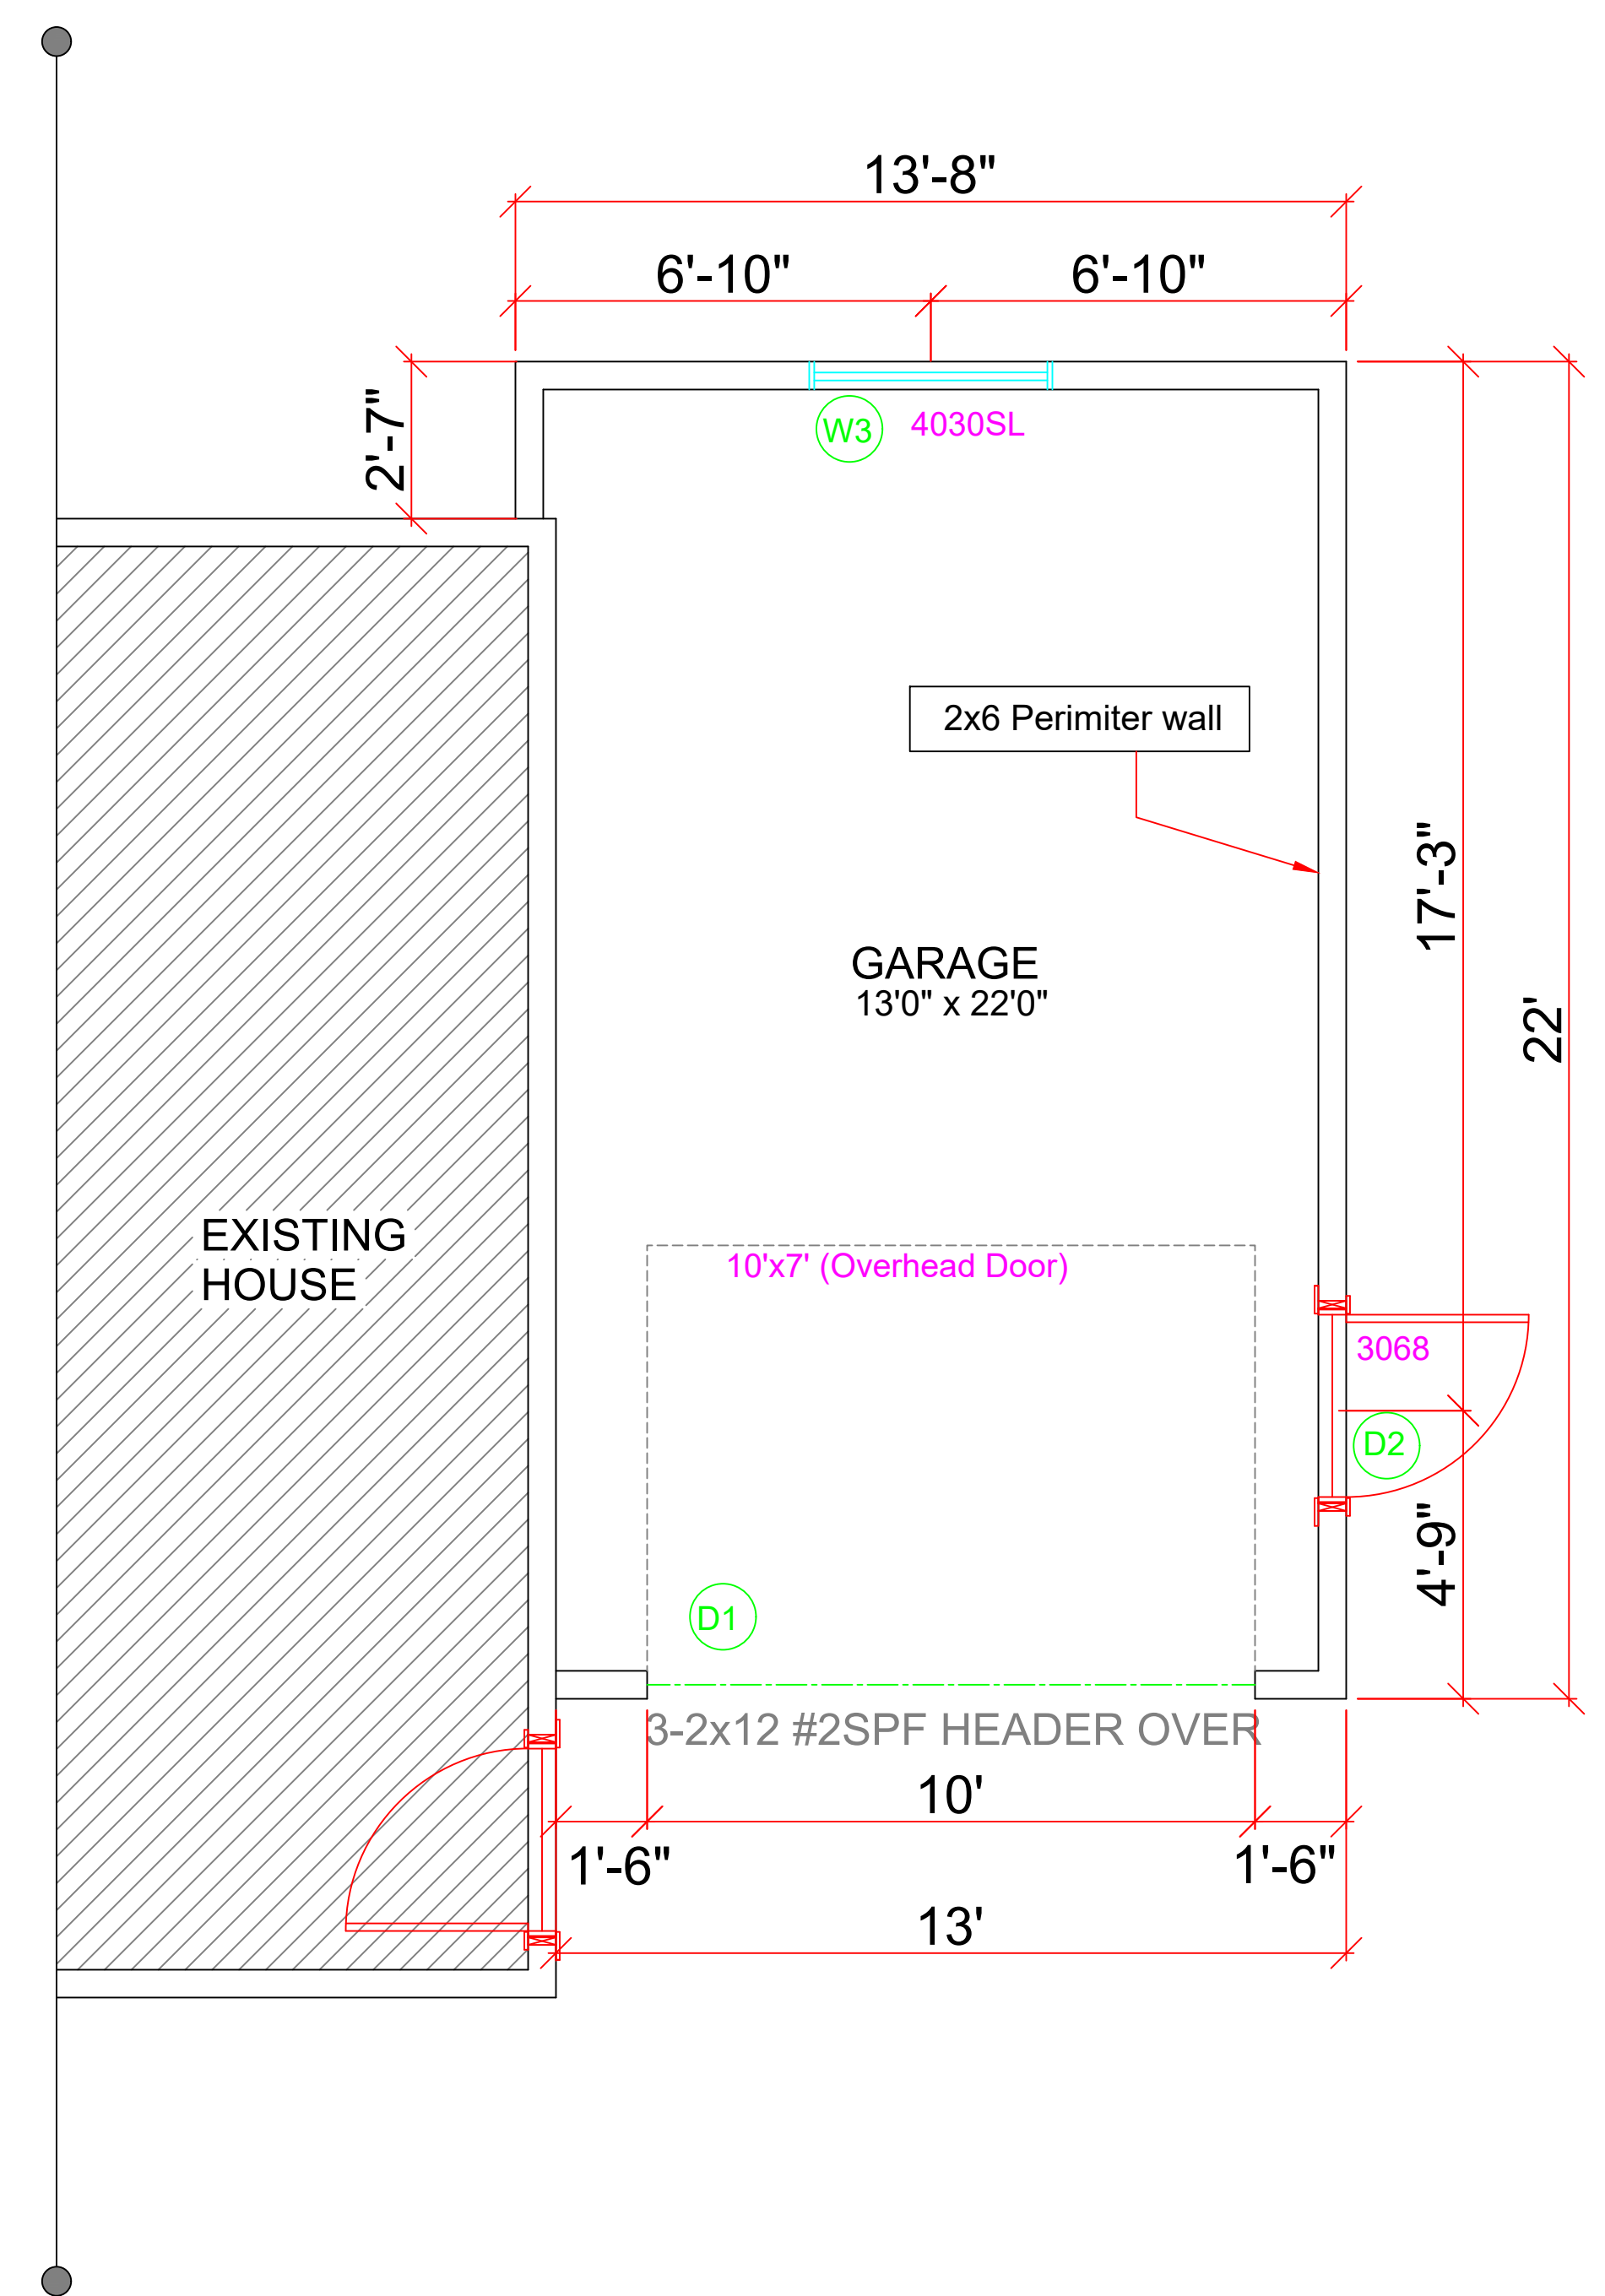 13'-8"
6'-10"
6'-10"
2'-7"
W3
4030SL
2x6 Perimiter wall
17'-3"
GARAGE
13'0" x 22'0"
22'
EXISTING
HOUSE
10'x7' (Overhead Door)
3068
D2
4'-9"
D1
3-2x12 #2SPF HEADER OVER
10'
1'-6"
1'-6"
13'